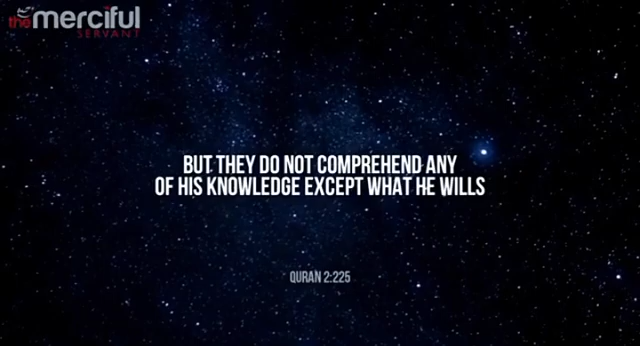 the merciful
SERVANT
BUT THEY DO NOT COMPREHEND ANY
OF HIS KNOWLEDGE EXCEPT WHAT HE WILLS
QURAN 2:225